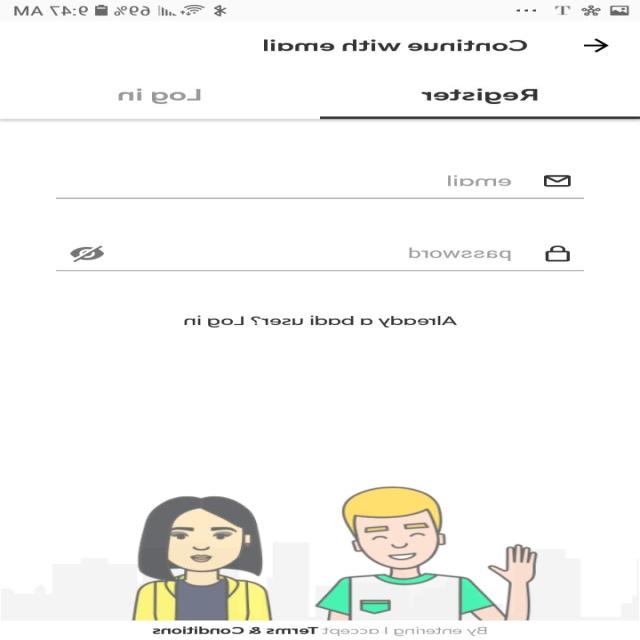 T ... 69% 9:47 AM
Continue with email
Register Log in
email
password
Already a badi user? Log in
By entering I accept Terms & Conditions